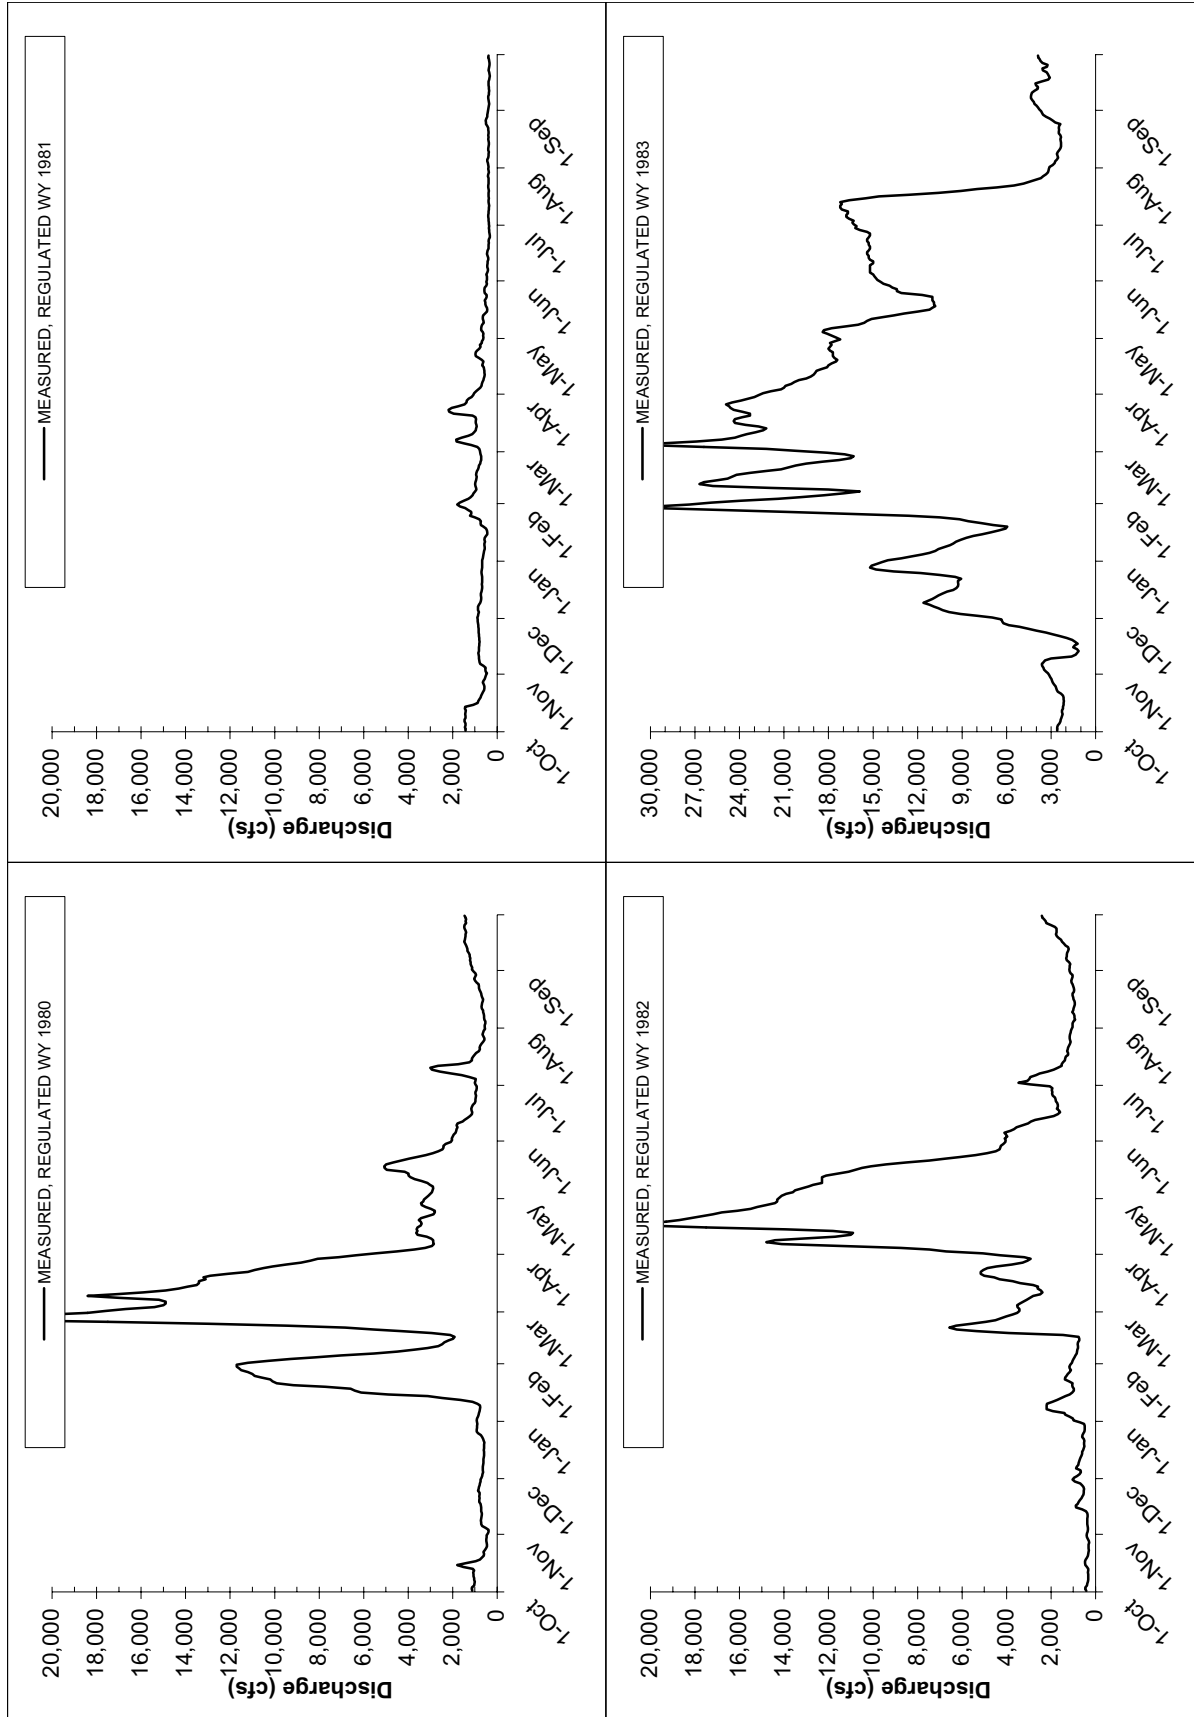 MEASURED, REGULATED WY 1980
Discharge (cfs)
20,000
18,000
16,000
14,000
12,000
10,000
8,000
6,000
4,000
2,000
0
1-Oct
1-Nov
1-Dec
1-Jan
1-Feb
1-Mar
1-Apr
1-May
1-Jun
1-Jul
1-Aug
1-Sep
MEASURED, REGULATED WY 1981
Discharge (cfs)
20,000
18,000
16,000
14,000
12,000
10,000
8,000
6,000
4,000
2,000
0
1-Oct
1-Nov
1-Dec
1-Jan
1-Feb
1-Mar
1-Apr
1-May
1-Jun
1-Jul
1-Aug
1-Sep
MEASURED, REGULATED WY 1982
Discharge (cfs)
20,000
18,000
16,000
14,000
12,000
10,000
8,000
6,000
4,000
2,000
0
1-Oct
1-Nov
1-Dec
1-Jan
1-Feb
1-Mar
1-Apr
1-May
1-Jun
1-Jul
1-Aug
1-Sep
MEASURED, REGULATED WY 1983
Discharge (cfs)
30,000
27,000
24,000
21,000
18,000
15,000
12,000
9,000
6,000
3,000
0
1-Oct
1-Nov
1-Dec
1-Jan
1-Feb
1-Mar
1-Apr
1-May
1-Jun
1-Jul
1-Aug
1-Sep